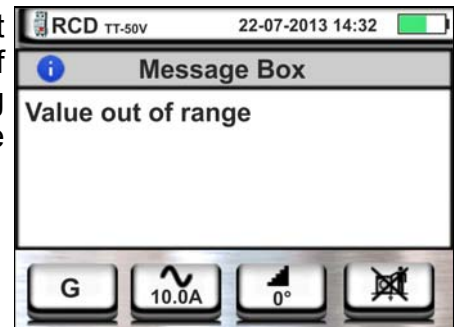 t
f
g
e
RCD TT-50V 22-07-2013 14:32
i Message Box
Value out of range
G
10.0A
0°